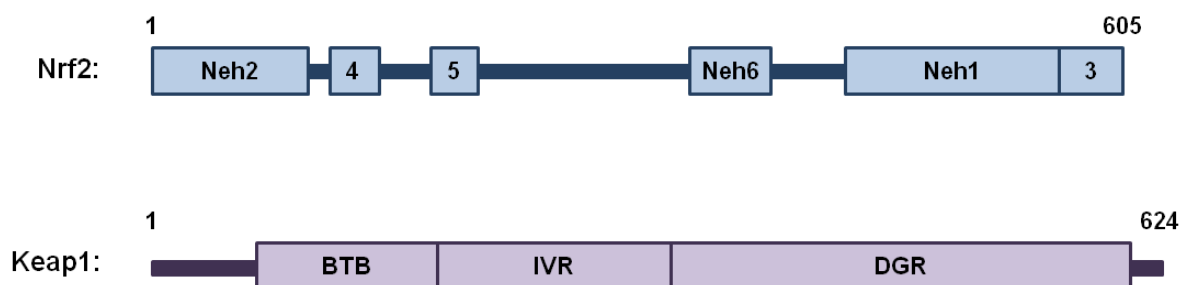 1 605
Nrf2: Neh2 4 5 Neh6 Neh1 3
1 624
Keap1: BTB IVR DGR